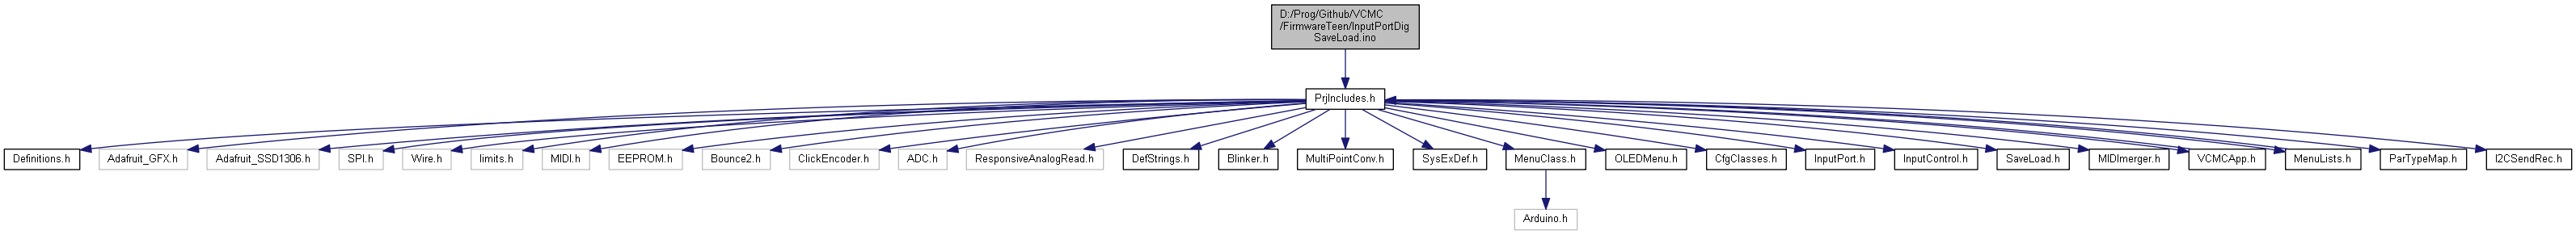 D:/Prog/Github/VCMC
/FirmwareTeen/InputPortDig
SaveLoad.ino
PrjIncludes.h
Definitions.h
Adafruit_GFX.h
Adafruit_SSD1306.h
SPI.h
Wire.h
limits.h
MIDI.h
EEPROM.h
Bounce2.h
ClickEncoder.h
ADC.h
ResponsiveAnalogRead.h
DefStrings.h
Blinker.h
MultiPointConv.h
SysExDef.h
MenuClass.h
OLEDMenu.h
CfgClasses.h
InputPort.h
InputControl.h
SaveLoad.h
MIDImerger.h
VCMCApp.h
MenuLists.h
ParTypeMap.h
I2CSendRec.h
Arduino.h